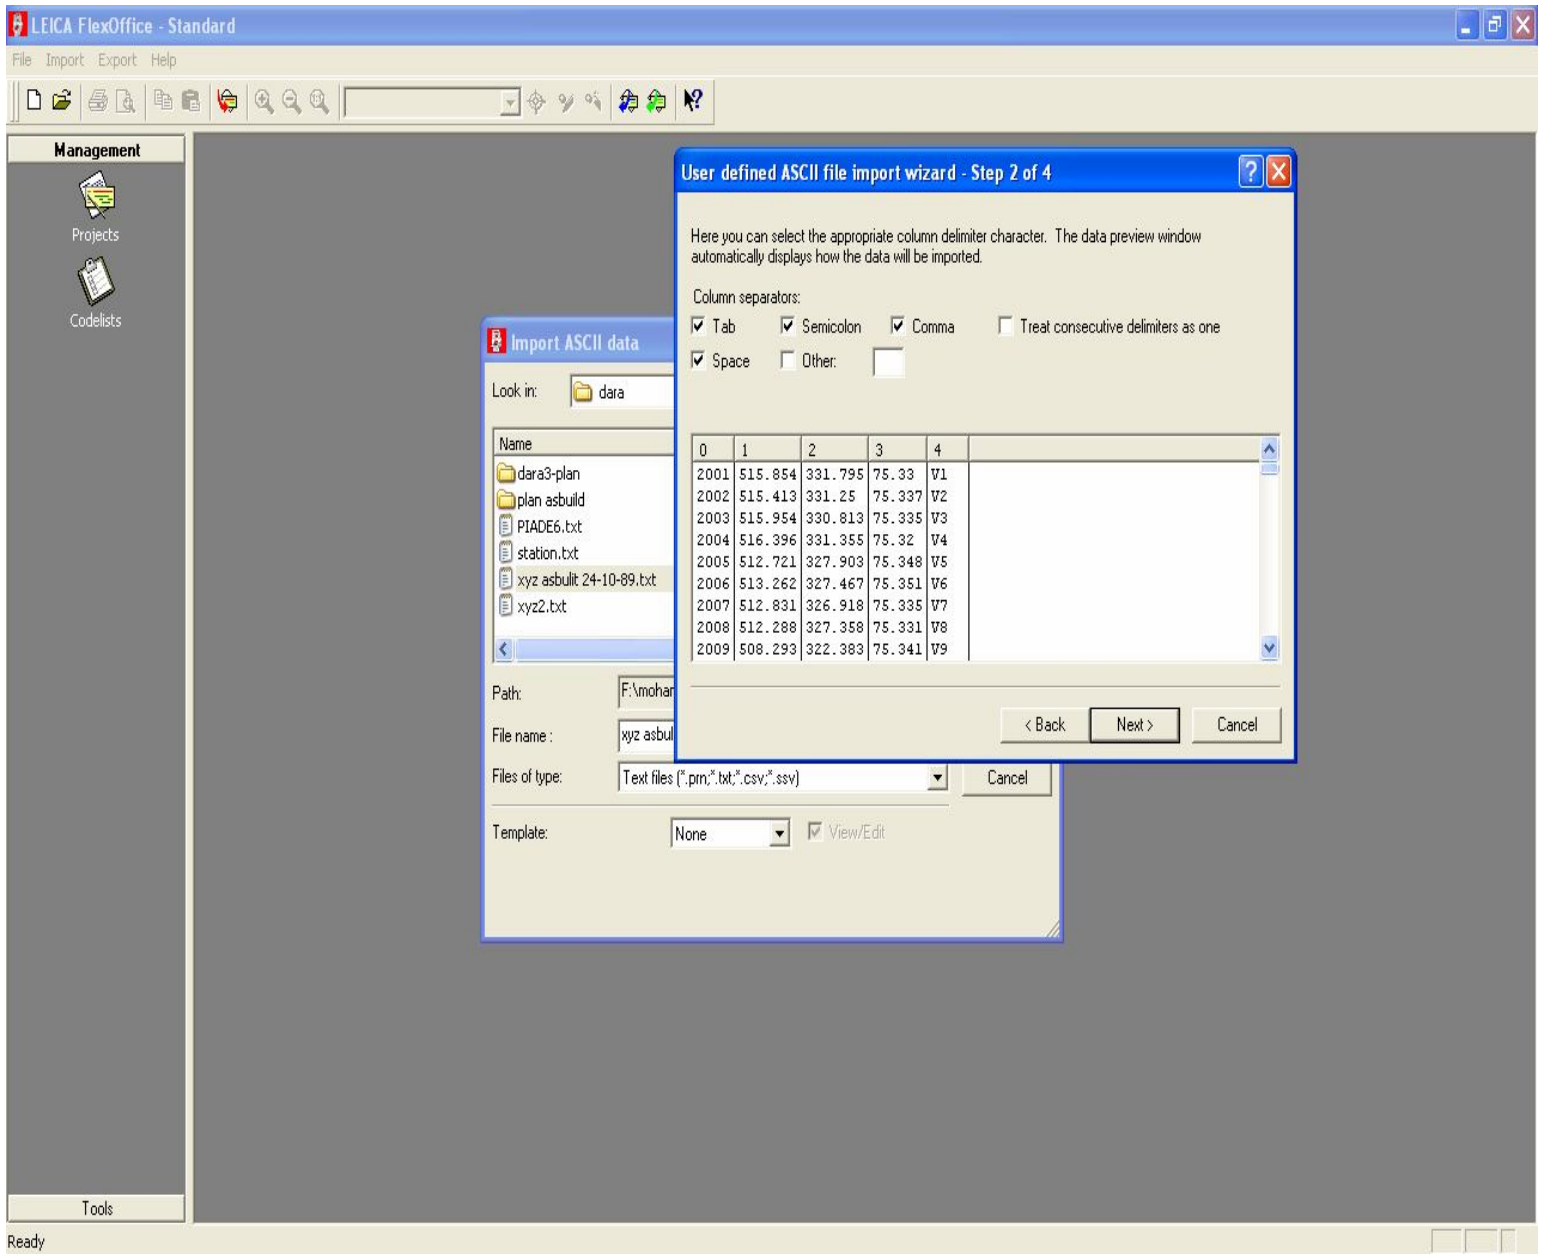 LEICA FlexOffice - Standard
File Import Export Help
Management
Projects
Codelists
Import ASCII data
Look in: dara
Name
dara3-plan
plan asbuild
PIADE6.txt
station.txt
xyz asbulit 24-10-89.txt
xyz2.txt
Path: F:\mohar
File name : xyz asbul
Files of type: Text files (*.prn;*.txt;*.csv;*.ssv) Cancel
Template: None View/Edit
User defined ASCII file import wizard - Step 2 of 4
Here you can select the appropriate column delimiter character. The data preview window
automatically displays how the data will be imported.
Column separators:
Tab Semicolon Comma Treat consecutive delimiters as one
Space Other:
0 1 2 3 4
2001 515.854 331.795 75.33 V1
2002 515.413 331.25 75.337 V2
2003 515.954 330.813 75.335 V3
2004 516.396 331.355 75.32 V4
2005 512.721 327.903 75.348 V5
2006 513.262 327.467 75.351 V6
2007 512.831 326.918 75.335 V7
2008 512.288 327.358 75.331 V8
2009 508.293 322.383 75.341 V9
< Back Next > Cancel
Tools
Ready